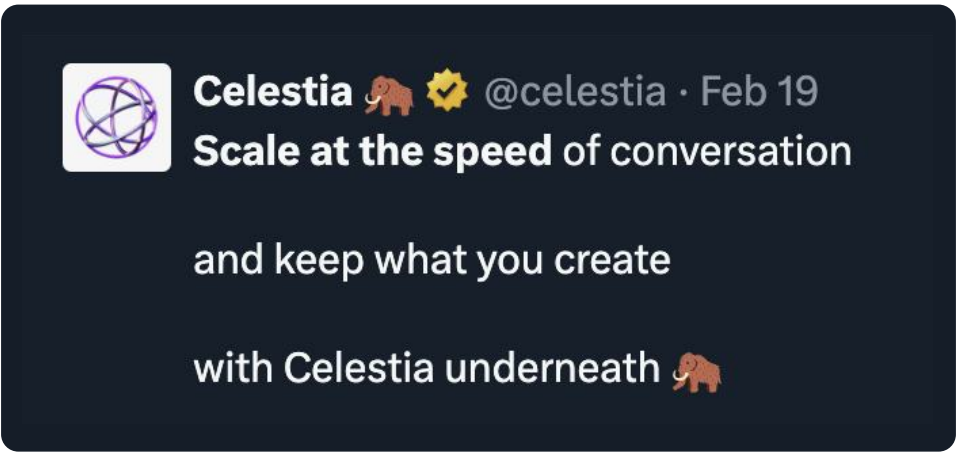 Celestia 🦣 @celestia · Feb 19
Scale at the speed of conversation
and keep what you create
with Celestia underneath 🦣